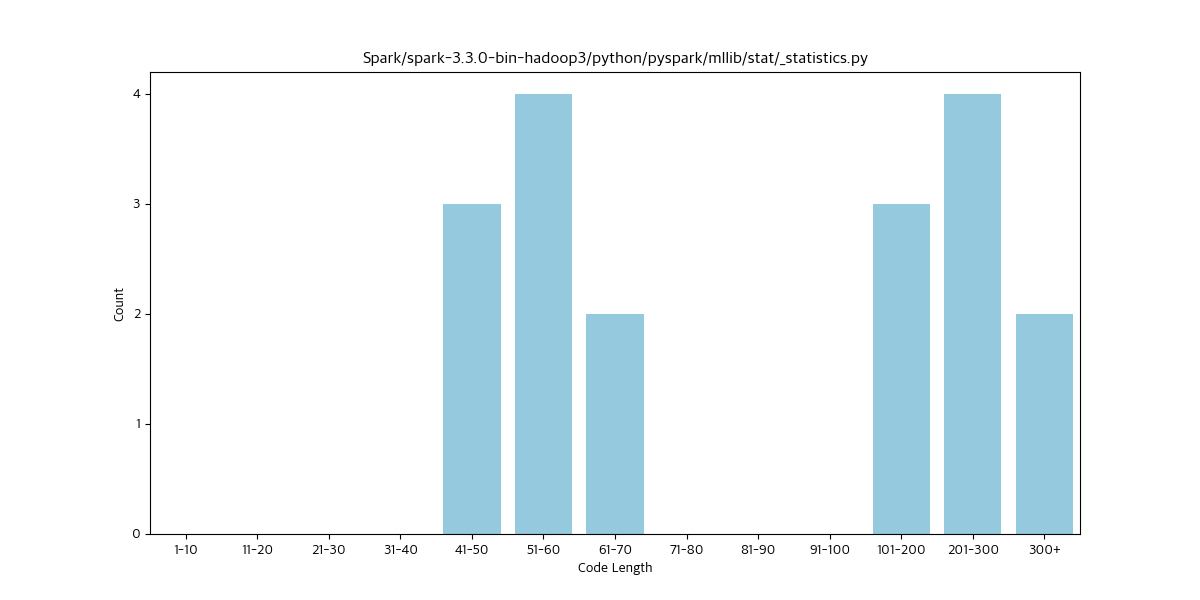 Spark/spark-3.3.0-bin-hadoop3/python/pyspark/mllib/stat/_statistics.py
4
3
2
1
0
Count
1-10 11-20 21-30 31-40 41-50 51-60 61-70 71-80 81-90 91-100 101-200 201-300 300+
Code Length